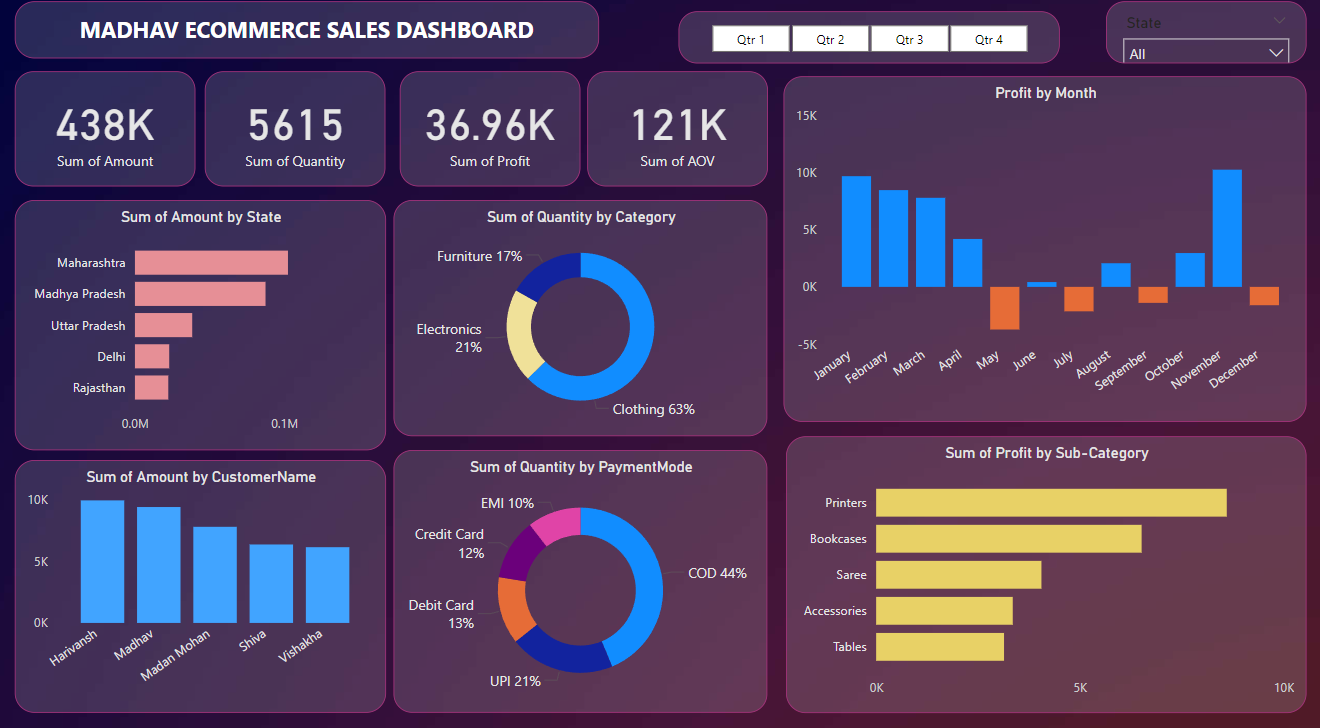 MADHAV ECOMMERCE SALES DASHBOARD
Qtr 1
Qtr 2
Qtr 3
Qtr 4
State
All
438K
Sum of Amount
5615
Sum of Quantity
36.96K
Sum of Profit
121K
Sum of AOV
Profit by Month
15K
10K
5K
0K
-5K
January
February
March
April
May
June
July
August
September
October
November
December
Sum of Amount by State
Maharashtra
Madhya Pradesh
Uttar Pradesh
Delhi
Rajasthan
0.0M
0.1M
Sum of Quantity by Category
Furniture 17%
Electronics
21%
Clothing 63%
Sum of Amount by CustomerName
10K
5K
0K
Harivansh
Madhav
Madan Mohan
Shiva
Vishakha
Sum of Quantity by PaymentMode
EMI 10%
Credit Card
12%
COD 44%
Debit Card
13%
UPI 21%
Sum of Profit by Sub-Category
Printers
Bookcases
Saree
Accessories
Tables
0K
5K
10K